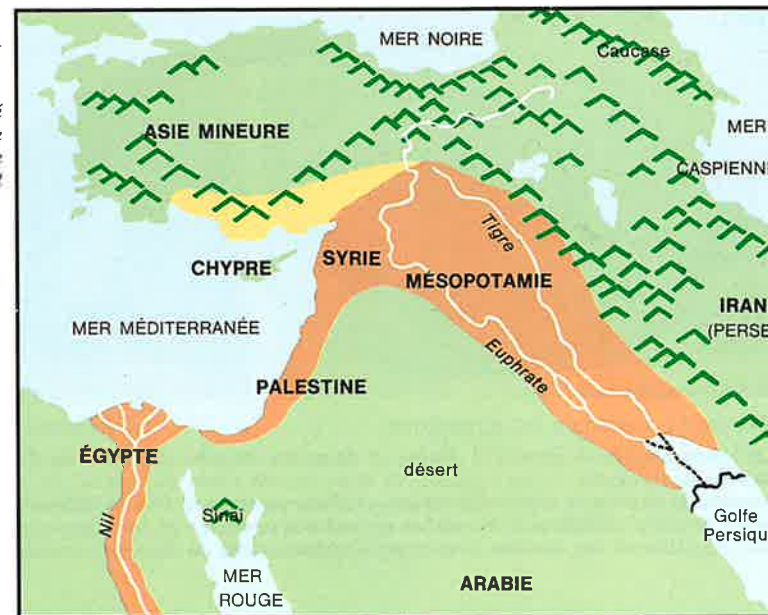 MER NOIRE
Caucase
ASIE MINEURE
MER
CASPIENNE
Tigre
CHYPRE
SYRIE
MÉSOPOTAMIE
IRAN
(PERSE
MER MÉDITERRANÉE
Euphrate
PALESTINE
ÉGYPTE
désert
Sinaï
Nil
Golfe
Persiqu
MER
ROUGE
ARABIE